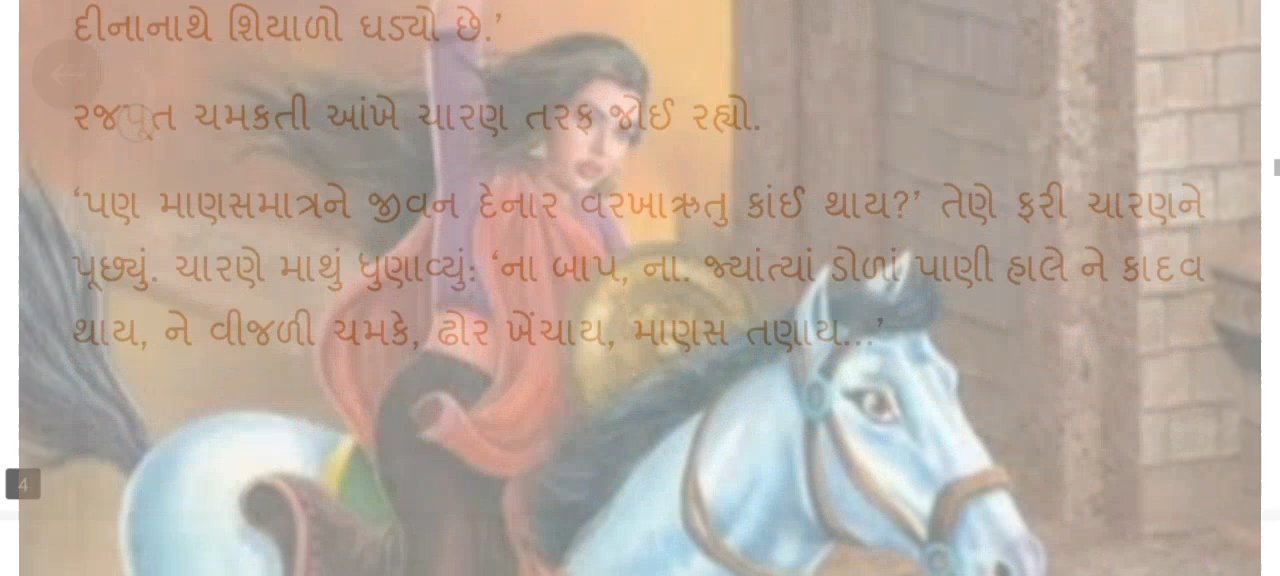 દીનાનાથે શિયાળો ઘડ્યો છે.’
રજપૂત ચમકતી આંખે ચારણ તરફ જોઈ રહ્યો.
‘પણ માણસમાત્રને જીવન દેનાર વરખાઋતુ કાંઈ થાય?’ તેણે ફરી ચારણને
પૂછ્યું. ચારણે માથું ધુણાવ્યું: ‘ના બાપ, ના. જ્યાંત્યાં ડોળાં પાણી હાલે ને કાદવ
થાય, ને વીજળી ચમકે, ઢોર ખેંચાય, માણસ તણાય...’
4